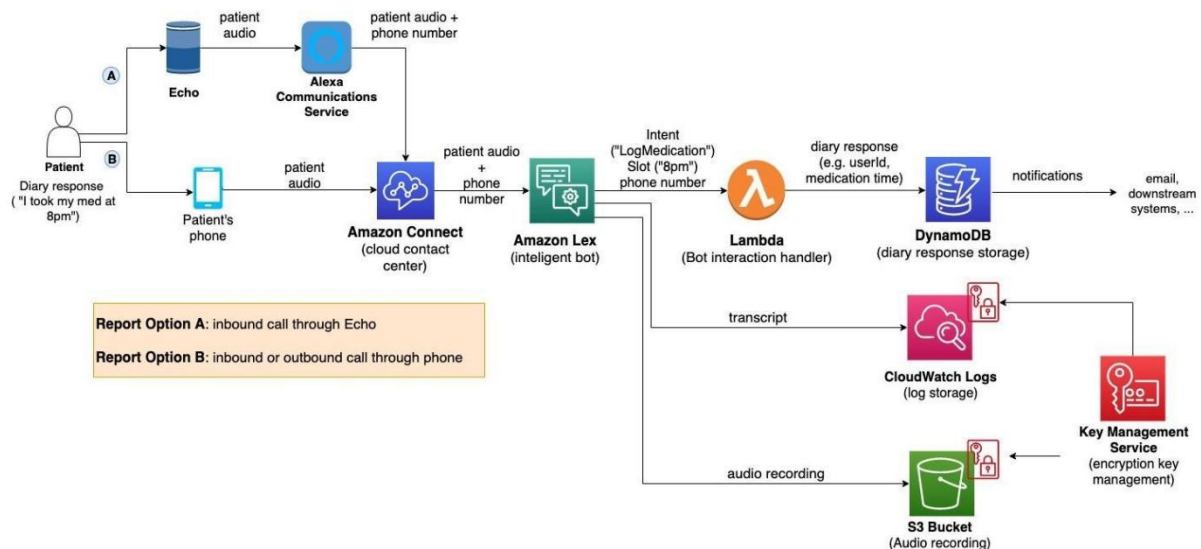 patient
audio
patient audio +
phone number
A
Echo
Alexa
Communications
Service
Patient
Diary response
( "I took my med at
8pm")
B
Patient's
phone
patient
audio
Amazon Connect
(cloud contact
center)
patient audio
+
phone
number
Amazon Lex
(inteligent bot)
Intent
("LogMedication")
Slot ("8pm")
phone number
Lambda
(Bot interaction handler)
diary response
(e.g. userId,
medication time)
DynamoDB
(diary response storage)
notifications
email,
downstream
systems, ...
Report Option A: inbound call through Echo
Report Option B: inbound or outbound call through phone
transcript
CloudWatch Logs
(log storage)
Key Management
Service
(encryption key
management)
audio recording
S3 Bucket
(Audio recording)